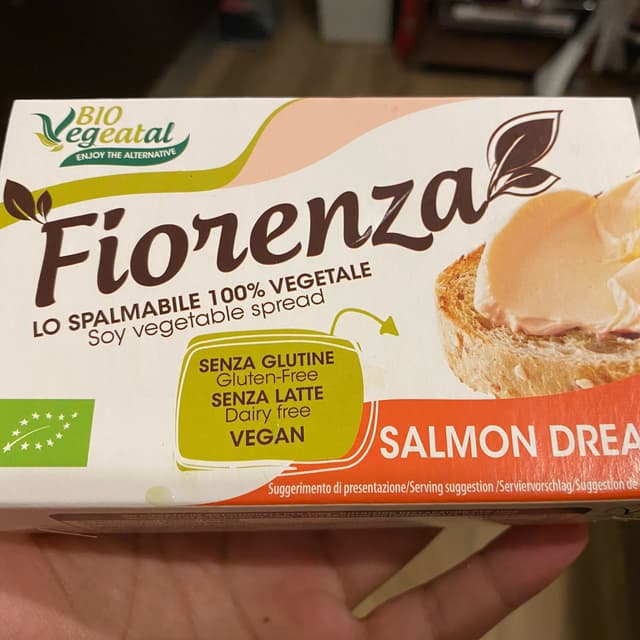 BIO
Vegeatal
ENJOY THE ALTERNATIVE
Fiorenza
LO SPALMABILE 100% VEGETALE
Soy vegetable spread
SENZA GLUTINE
Gluten-Free
SENZA LATTE
Dairy free
VEGAN
SALMON DREA
Suggerimento di presentazione/Serving suggestion /Serviervorschlag/Suggestion de